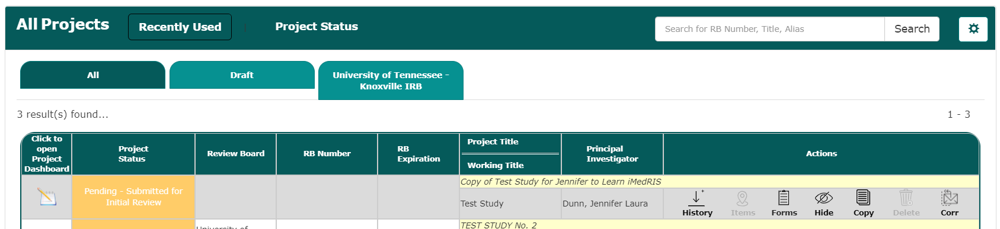 All Projects
Recently Used
Project Status
Search for RB Number, Title, Alias
Search
All
Draft
University of Tennessee -
Knoxville IRB
3 result(s) found...
1 - 3
Click to
open
Project
Dashboard
Project
Status
Review Board
RB Number
RB
Expiration
Project Title
Working Title
Principal
Investigator
Actions
Pending - Submitted for
Initial Review
Copy of Test Study for Jennifer to Learn iMedRIS
Test Study
Dunn, Jennifer Laura
History
Items
Forms
Hide
Copy
Delete
Corr
University of
TEST STUDY No. 2